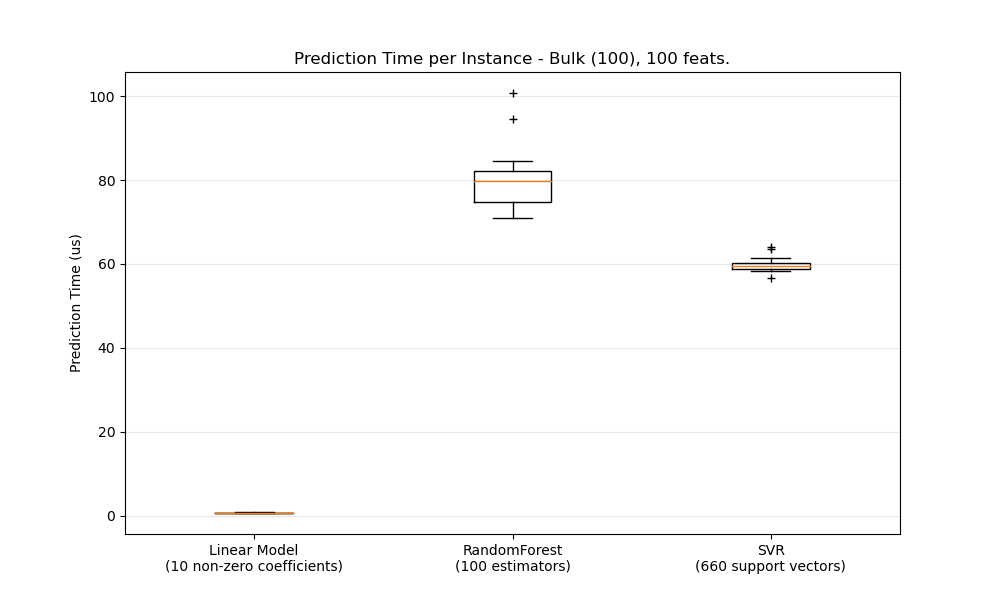 Prediction Time per Instance - Bulk (100), 100 feats.
Prediction Time (us)
100
80
60
40
20
0
Linear Model
(10 non-zero coefficients)
RandomForest
(100 estimators)
SVR
(660 support vectors)